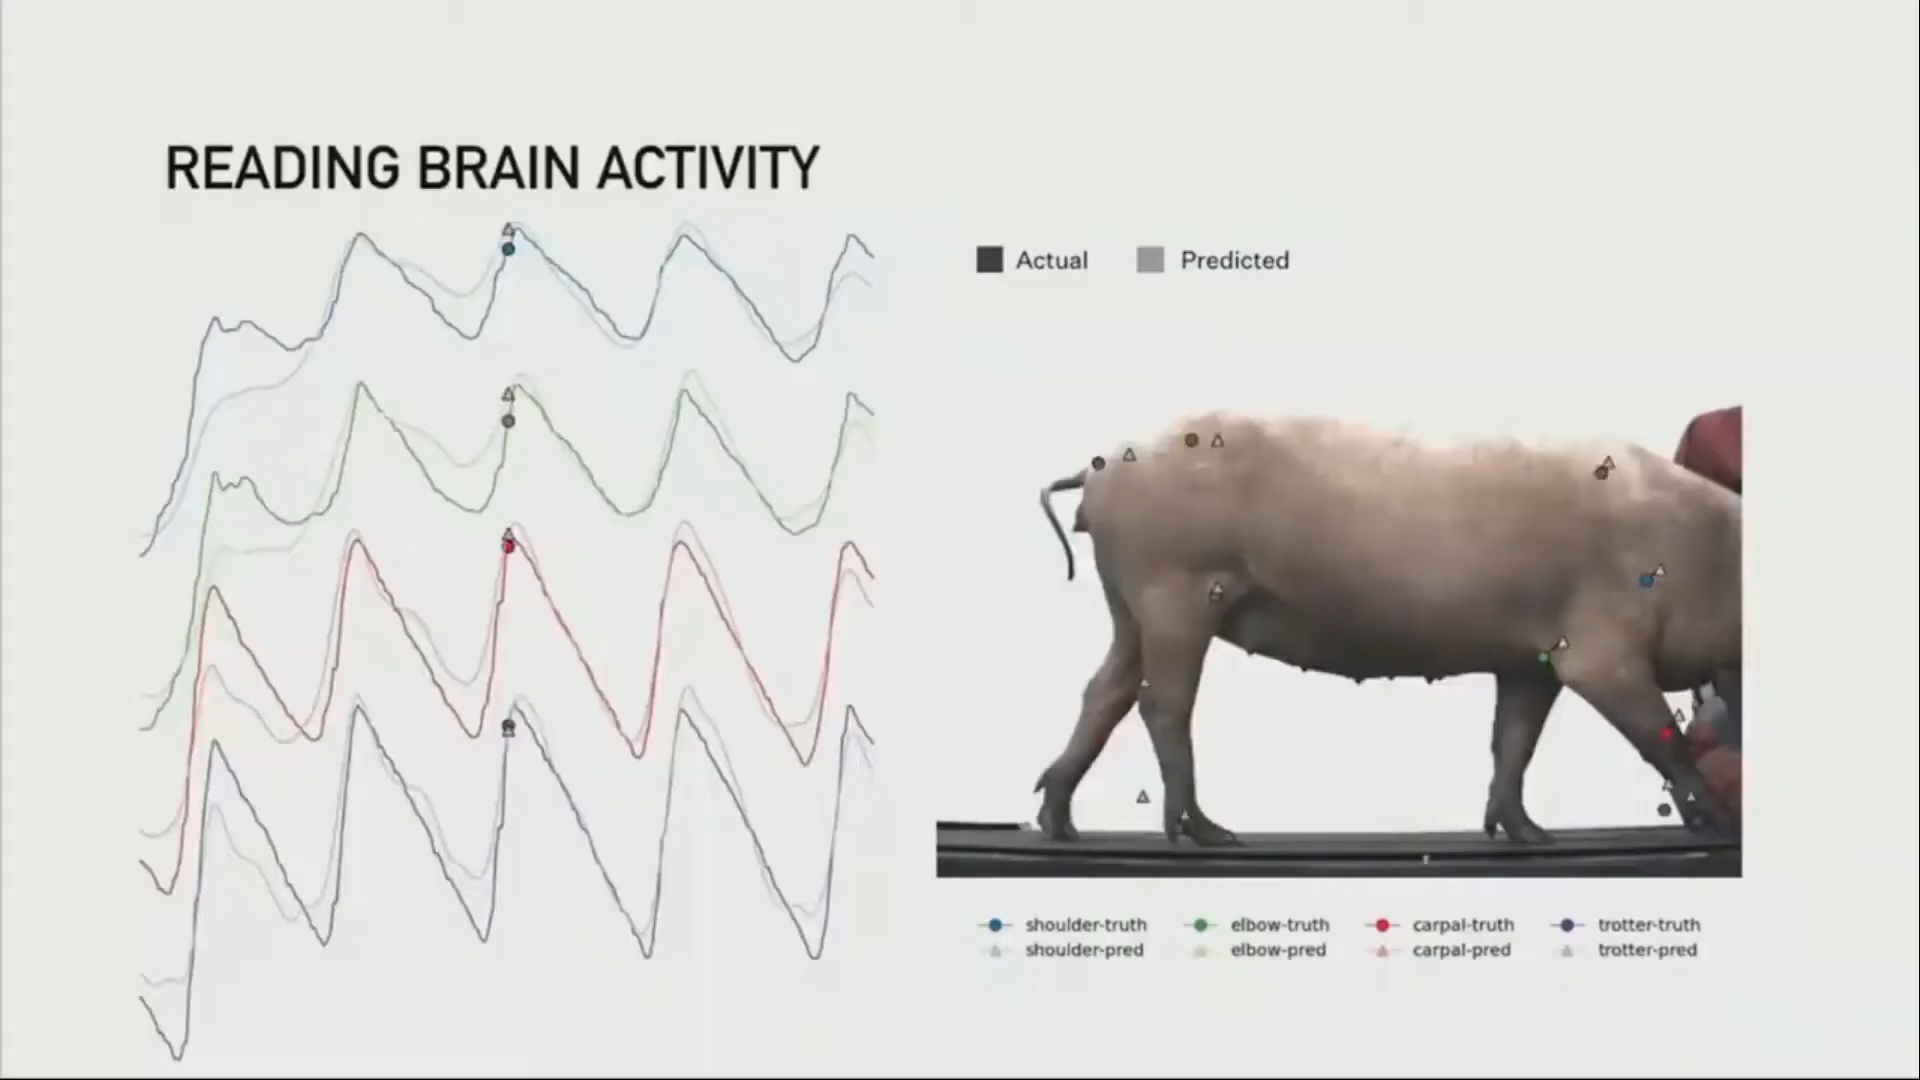 READING BRAIN ACTIVITY
Actual Predicted
shoulder-truth elbow-truth carpal-truth trotter-truth
shoulder-pred elbow-pred carpal-pred trotter-pred